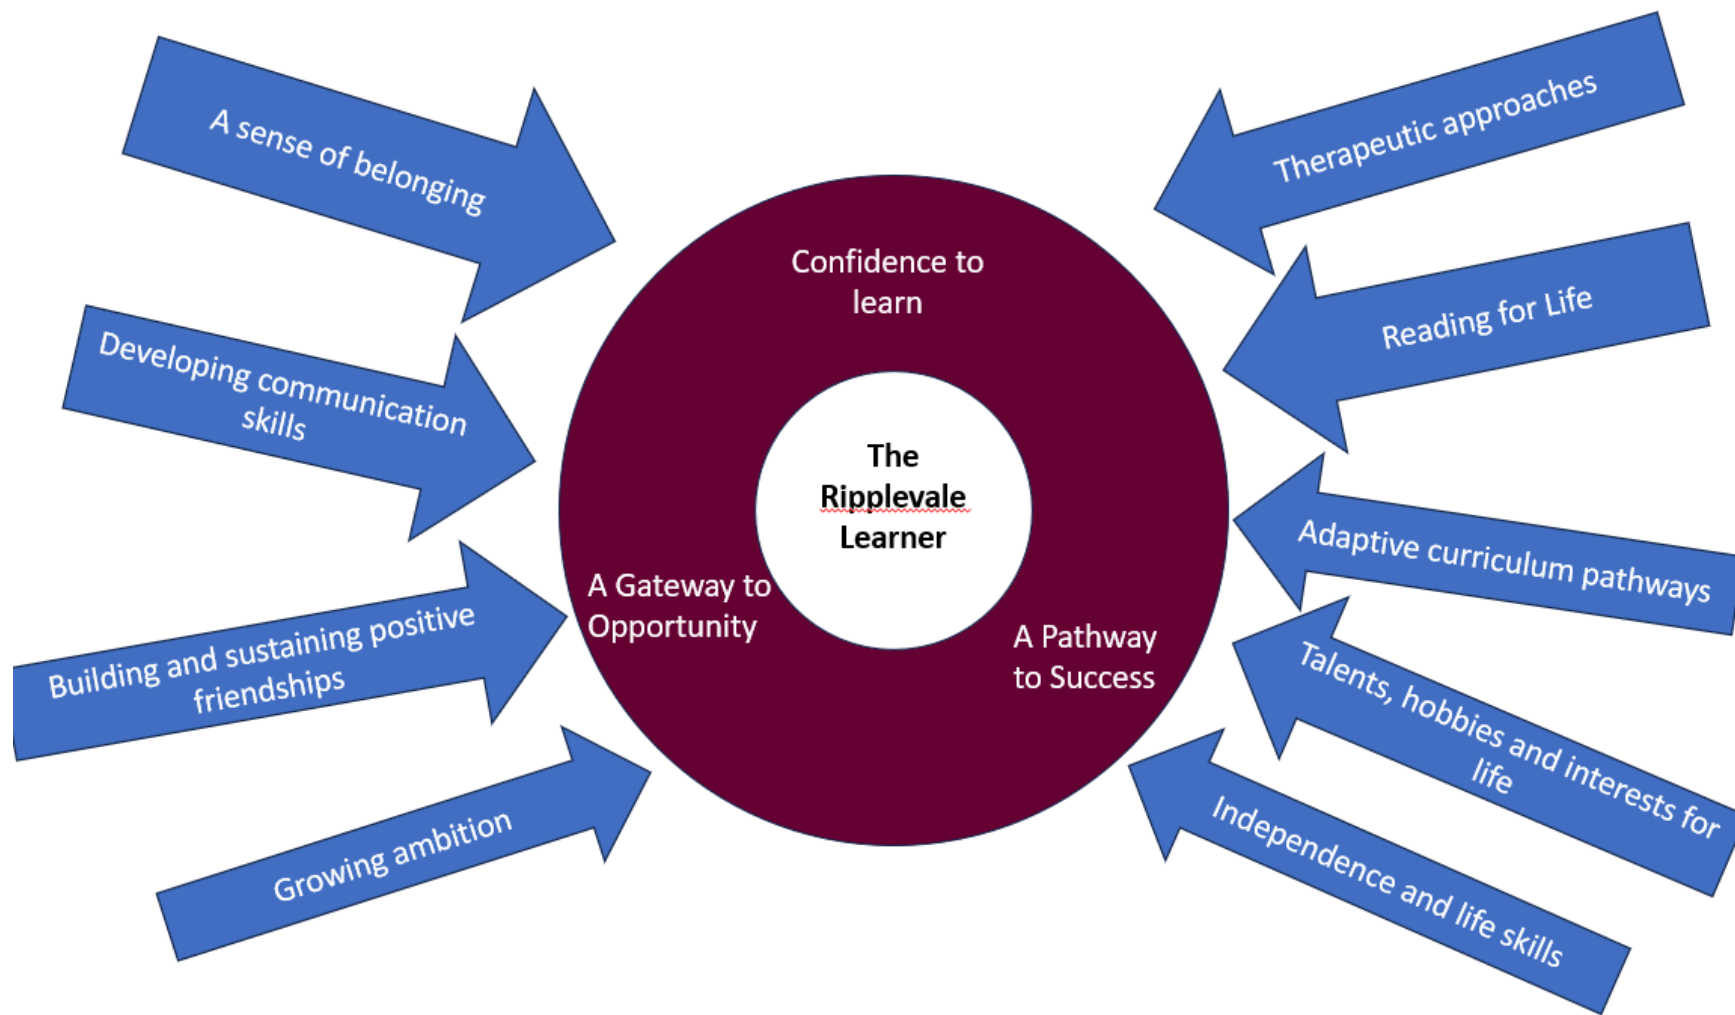 A sense of belonging
Developing communication
skills
Building and sustaining positive
friendships
Growing ambition
Confidence to
learn
The
Ripplevale
Learner
A Gateway to
Opportunity
A Pathway
to Success
Therapeutic approaches
Reading for Life
Adaptive curriculum pathways
Talents, hobbies and interests for
life
Independence and life skills